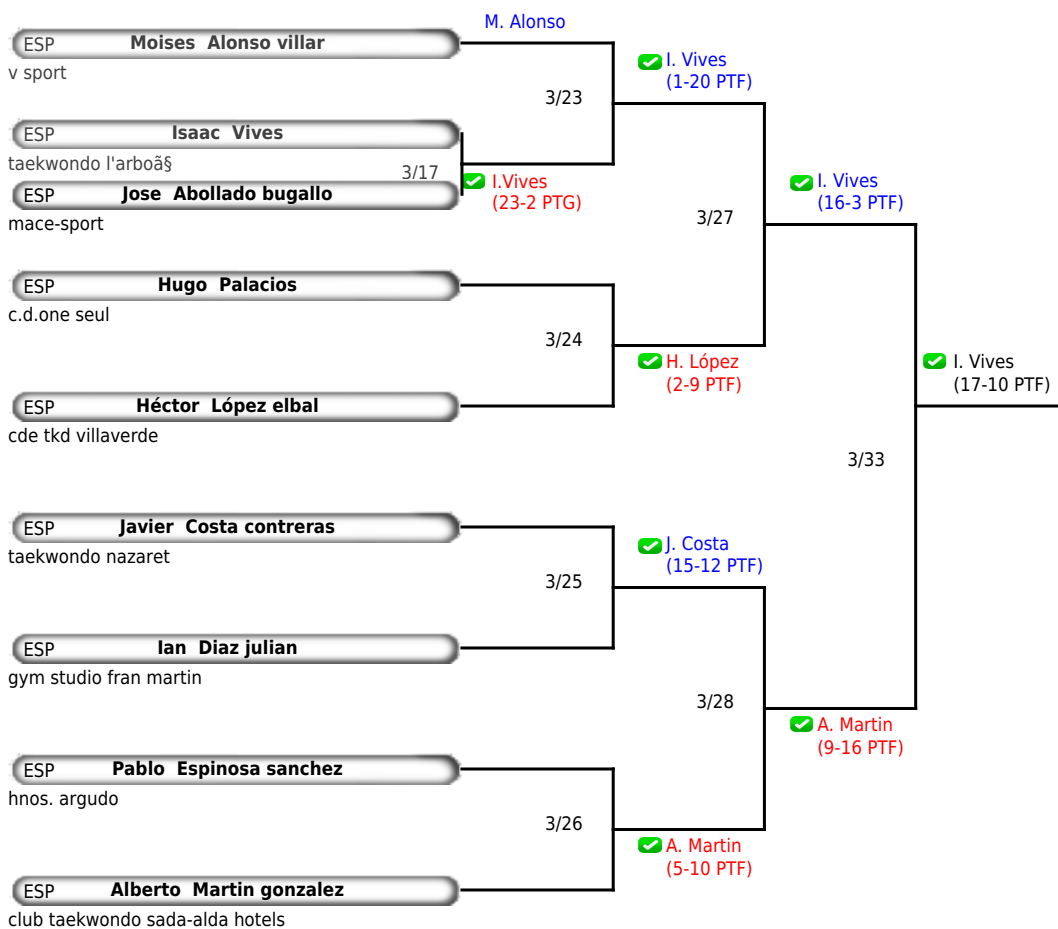 M. Alonso
ESP Moises Alonso villar
v sport
I. Vives
(1-20 PTF)
3/23
ESP Isaac Vives
taekwondo l'arboã§
3/17
I.Vives
(23-2 PTG)
ESP Jose Abollado bugallo
mace-sport
I. Vives
(16-3 PTF)
3/27
ESP Hugo Palacios
c.d.one seul
3/24
H. López
(2-9 PTF)
I. Vives
(17-10 PTF)
ESP Héctor López elbal
cde tkd villaverde
3/33
ESP Javier Costa contreras
taekwondo nazaret
J. Costa
(15-12 PTF)
3/25
ESP Ian Diaz julian
gym studio fran martin
3/28
A. Martin
(9-16 PTF)
ESP Pablo Espinosa sanchez
hnos. argudo
3/26
A. Martin
(5-10 PTF)
ESP Alberto Martin gonzalez
club taekwondo sada-alda hotels